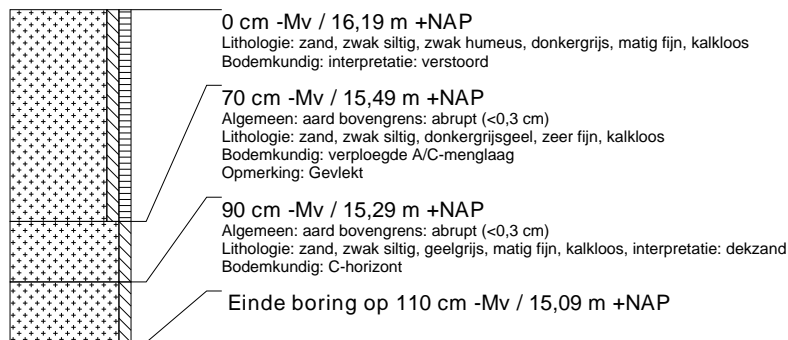 0 cm -Mv / 16,19 m +NAP
Lithologie: zand, zwak siltig, zwak humeus, donkergrijs, matig fijn, kalkloos
Bodemkundig: interpretatie: verstoord
70 cm -Mv / 15,49 m +NAP
Algemeen: aard bovengrens: abrupt (<0,3 cm)
Lithologie: zand, zwak siltig, donkergrijsgeel, zeer fijn, kalkloos
Bodemkundig: verploegde A/C-menglaag
Opmerking: Gevlekt
90 cm -Mv / 15,29 m +NAP
Algemeen: aard bovengrens: abrupt (<0,3 cm)
Lithologie: zand, zwak siltig, geelgrijs, matig fijn, kalkloos, interpretatie: dekzand
Bodemkundig: C-horizont
Einde boring op 110 cm -Mv / 15,09 m +NAP